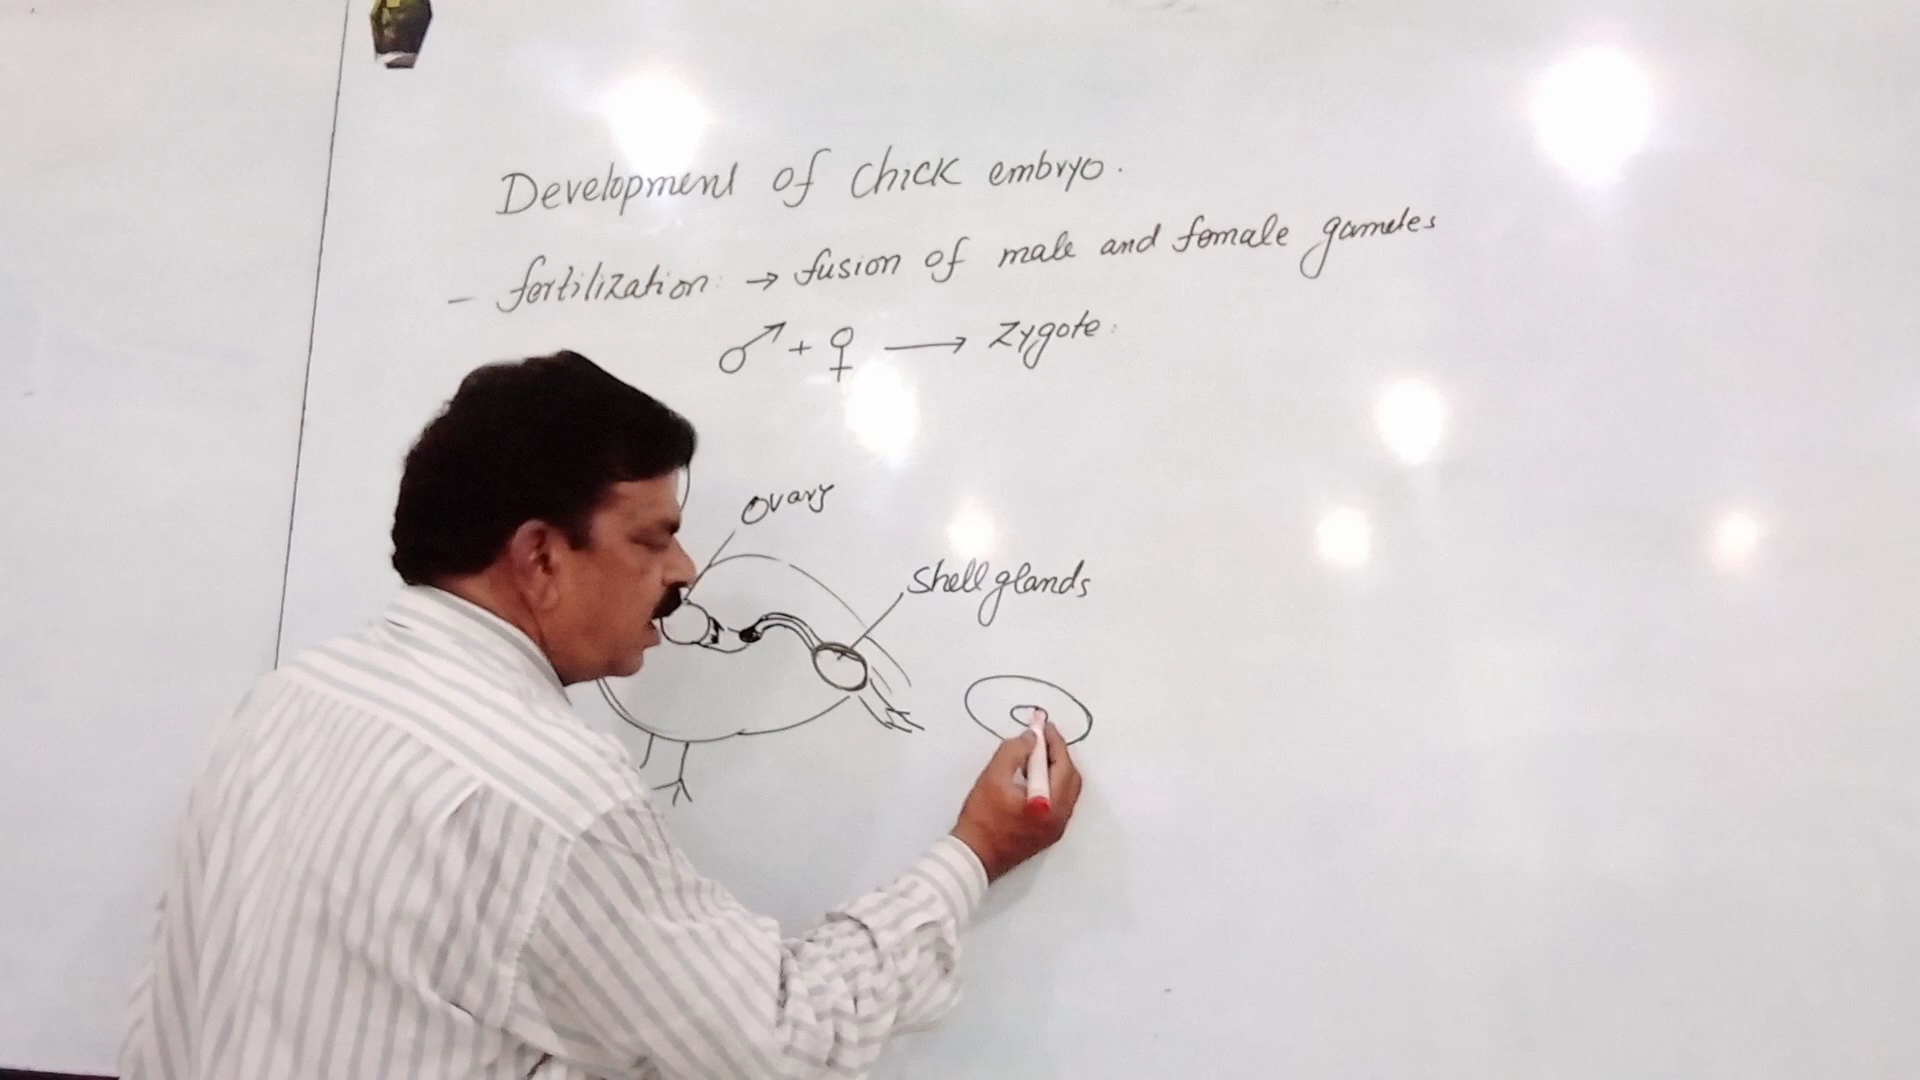 Development of chick embryo.
- fertilization: → fusion of male and female gametes
♂ + ♀ → Zygote:
Ovary
Shell glands